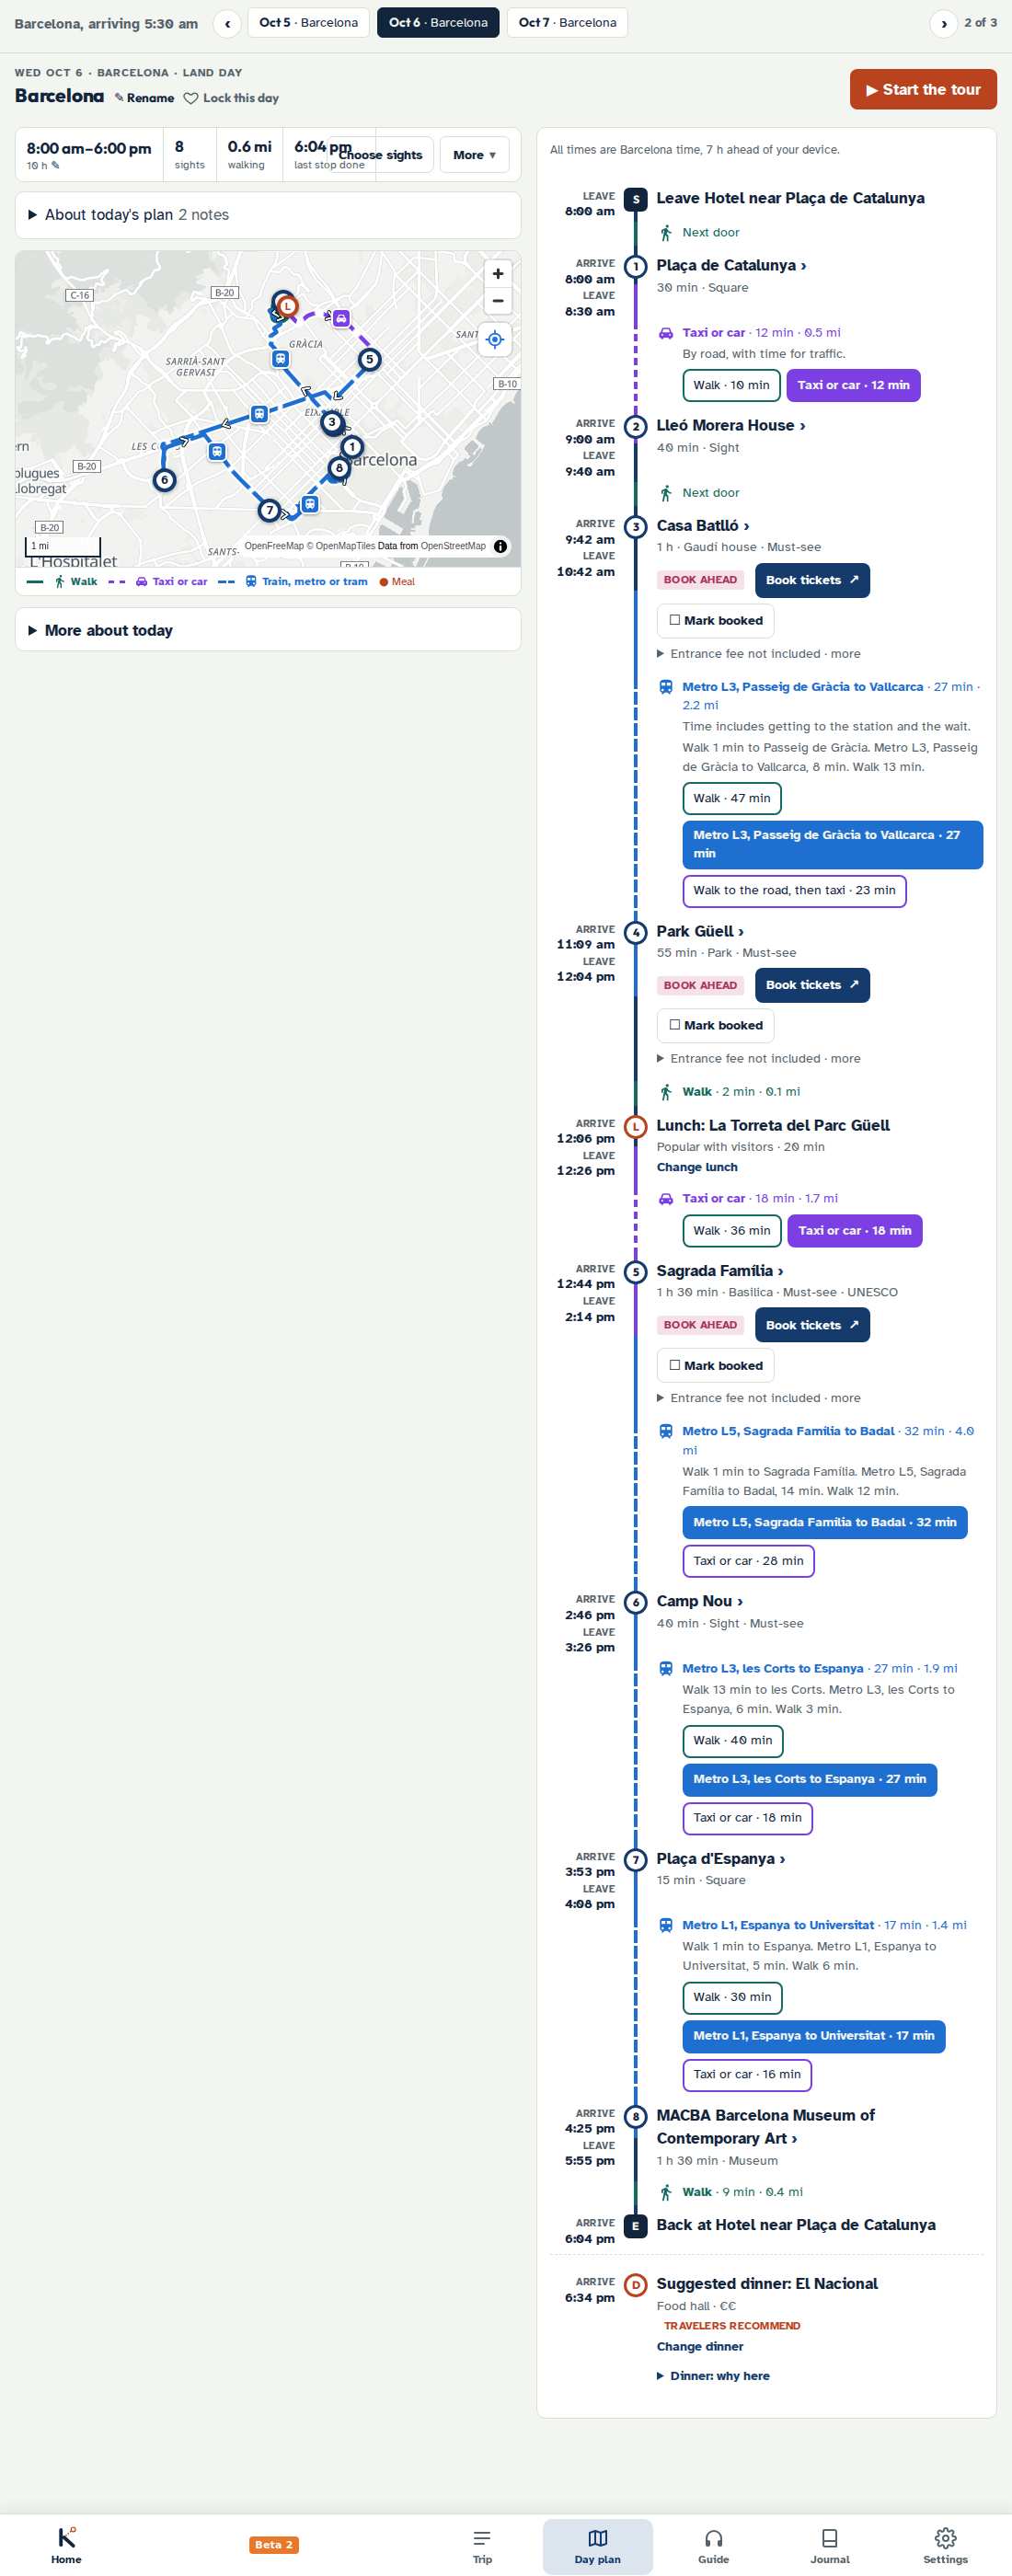 Barcelona, arriving 5:30 am
‹
Oct 5 · Barcelona
Oct 6 · Barcelona
Oct 7 · Barcelona
›
2 of 3
WED OCT 6 · BARCELONA · LAND DAY
Barcelona
✎ Rename
Lock this day
▶ Start the tour
8:00 am–6:00 pm
10 h ✎
8
sights
0.6 mi
walking
6:04 pm
last stop done
Choose sights
More ▾
▶ About today's plan 2 notes
C-16
B-20
SARRIÀ-SANT
GERVASI
GRÀCIA
SANT
B-10
L
5
3
1
8
6
7
B-20
Barcelona
blugues
Llobregat
B-20
1 mi
L'Hospitalet
SANTS-
OpenFreeMap © OpenMapTiles Data from OpenStreetMap
+
−
Walk
Taxi or car
Train, metro or tram
Meal
▶ More about today
All times are Barcelona time, 7 h ahead of your device.
LEAVE
8:00 am
S
Leave Hotel near Plaça de Catalunya
Next door
ARRIVE
8:00 am
LEAVE
8:30 am
1
Plaça de Catalunya ›
30 min · Square
Taxi or car · 12 min · 0.5 mi
By road, with time for traffic.
Walk · 10 min
Taxi or car · 12 min
ARRIVE
9:00 am
LEAVE
9:40 am
2
Lleó Morera House ›
40 min · Sight
Next door
ARRIVE
9:42 am
LEAVE
10:42 am
3
Casa Batlló ›
1 h · Gaudí house · Must-see
BOOK AHEAD
Book tickets ↗
☐ Mark booked
▶ Entrance fee not included · more
Metro L3, Passeig de Gràcia to Vallcarca · 27 min ·
2.2 mi
Time includes getting to the station and the wait.
Walk 1 min to Passeig de Gràcia. Metro L3, Passeig
de Gràcia to Vallcarca, 8 min. Walk 13 min.
Walk · 47 min
Metro L3, Passeig de Gràcia to Vallcarca · 27
min
Walk to the road, then taxi · 23 min
ARRIVE
11:09 am
LEAVE
12:04 pm
4
Park Güell ›
55 min · Park · Must-see
BOOK AHEAD
Book tickets ↗
☐ Mark booked
▶ Entrance fee not included · more
Walk · 2 min · 0.1 mi
ARRIVE
12:06 pm
LEAVE
12:26 pm
L
Lunch: La Torreta del Parc Güell
Popular with visitors · 20 min
Change lunch
Taxi or car · 18 min · 1.7 mi
Walk · 36 min
Taxi or car · 18 min
ARRIVE
12:44 pm
LEAVE
2:14 pm
5
Sagrada Família ›
1 h 30 min · Basilica · Must-see · UNESCO
BOOK AHEAD
Book tickets ↗
☐ Mark booked
▶ Entrance fee not included · more
Metro L5, Sagrada Família to Badal · 32 min · 4.0
mi
Walk 1 min to Sagrada Família. Metro L5, Sagrada
Família to Badal, 14 min. Walk 12 min.
Metro L5, Sagrada Família to Badal · 32 min
Taxi or car · 28 min
ARRIVE
2:46 pm
LEAVE
3:26 pm
6
Camp Nou ›
40 min · Sight · Must-see
Metro L3, les Corts to Espanya · 27 min · 1.9 mi
Walk 13 min to les Corts. Metro L3, les Corts to
Espanya, 6 min. Walk 3 min.
Walk · 40 min
Metro L3, les Corts to Espanya · 27 min
Taxi or car · 18 min
ARRIVE
3:53 pm
LEAVE
4:08 pm
7
Plaça d'Espanya ›
15 min · Square
Metro L1, Espanya to Universitat · 17 min · 1.4 mi
Walk 1 min to Espanya. Metro L1, Espanya to
Universitat, 5 min. Walk 6 min.
Walk · 30 min
Metro L1, Espanya to Universitat · 17 min
Taxi or car · 16 min
ARRIVE
4:25 pm
LEAVE
5:55 pm
8
MACBA Barcelona Museum of
Contemporary Art ›
1 h 30 min · Museum
Walk · 9 min · 0.4 mi
ARRIVE
6:04 pm
E
Back at Hotel near Plaça de Catalunya
ARRIVE
6:34 pm
D
Suggested dinner: El Nacional
Food hall · €€
TRAVELERS RECOMMEND
Change dinner
▶ Dinner: why here
Home
Beta 2
Trip
Day plan
Guide
Journal
Settings